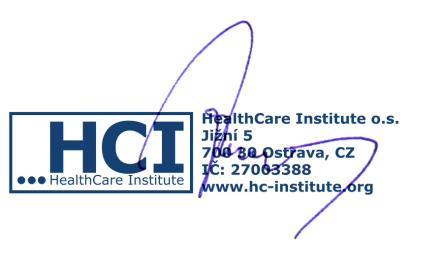 HCI
HealthCare Institute
HealthCare Institute o.s.
Jižní 5
700 30 Ostrava, CZ
IČ: 27003388
www.hc-institute.org